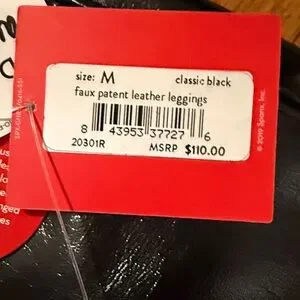 size: M classic black
faux patent leather leggings
8 43953 37727 6
20301R MSRP $110.00
© 2019 Spanx, Inc.